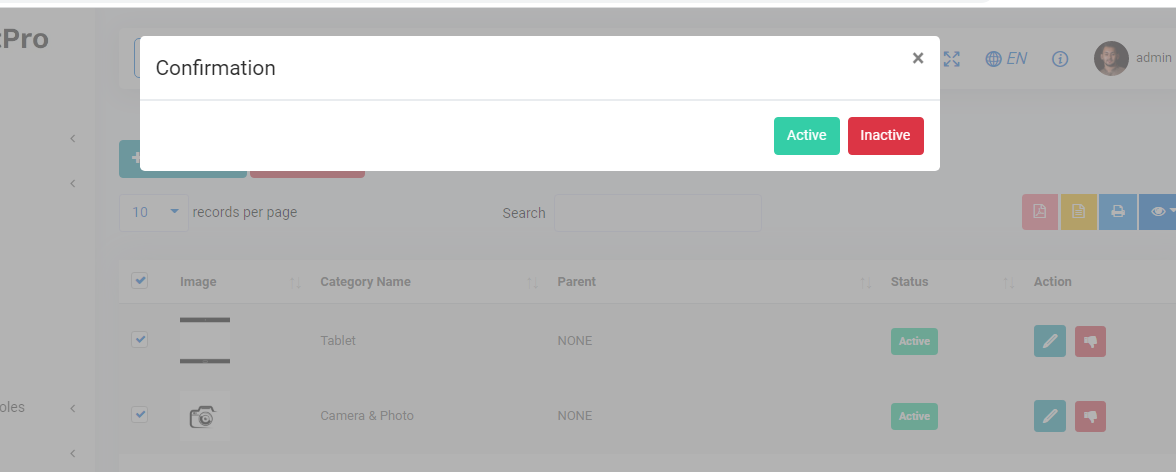 tPro
Confirmation
×
EN
admin
Active
Inactive
10
records per page
Search
Image
Category Name
Parent
Status
Action
Tablet
NONE
Active
Camera & Photo
NONE
Active
oles